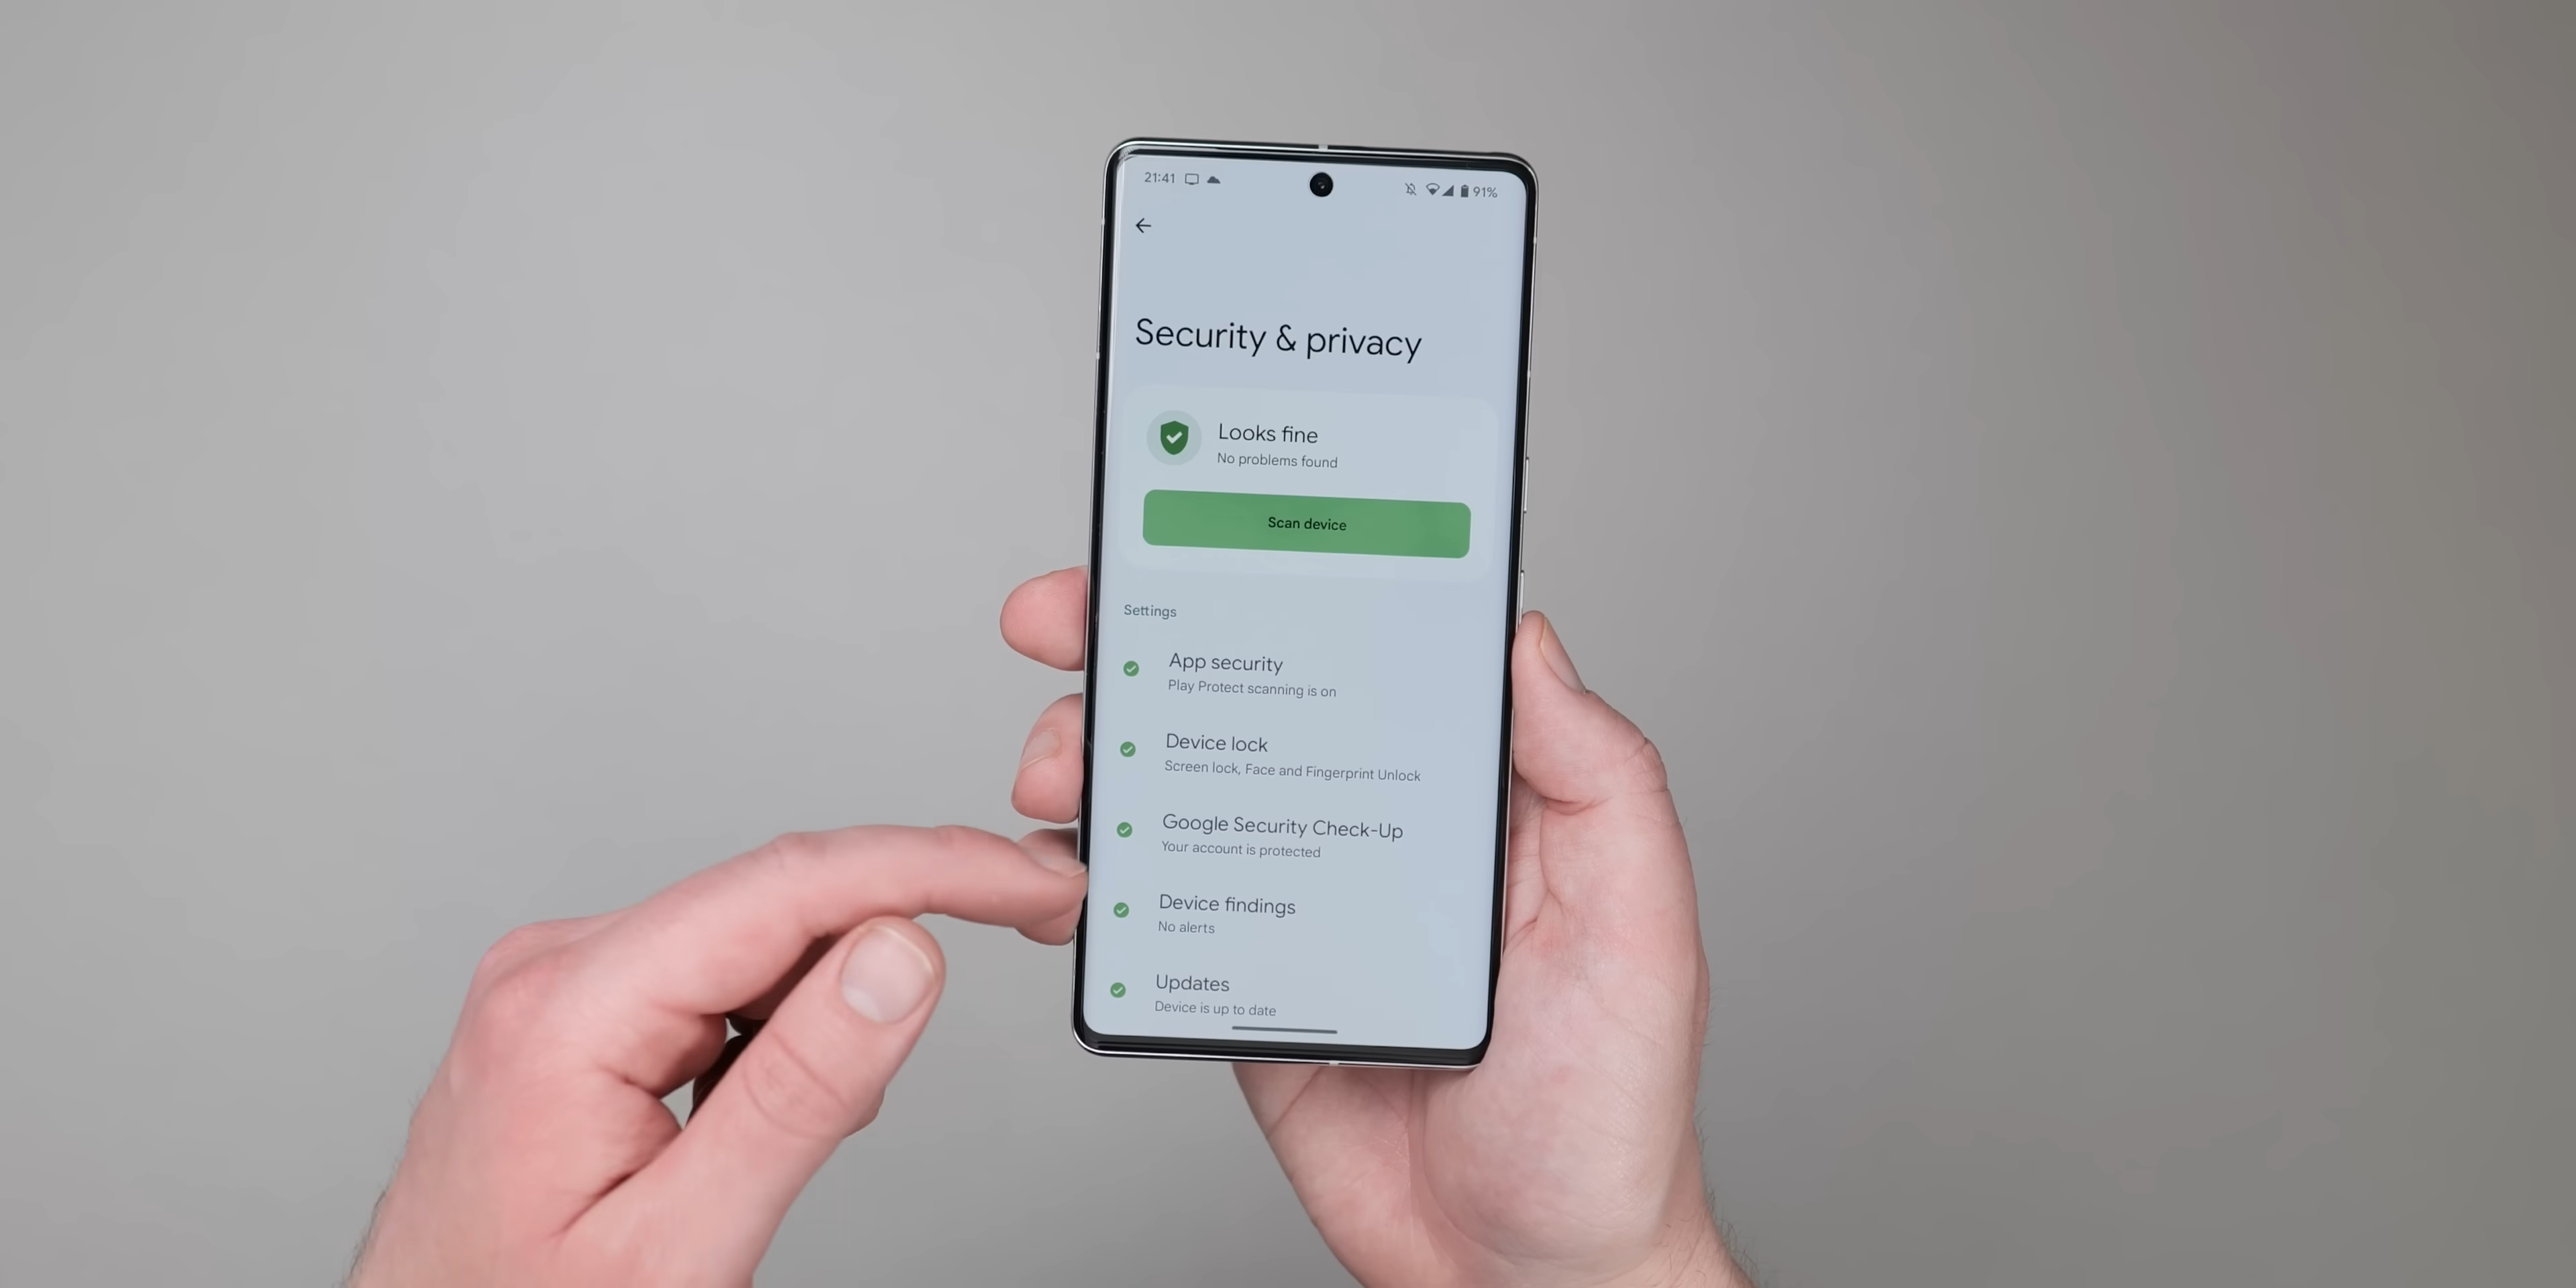 21:41 91%
Security & privacy
Looks fine
No problems found
Scan device
Settings
App security
Play Protect scanning is on
Device lock
Screen lock, Face and Fingerprint Unlock
Google Security Check-Up
Your account is protected
Device findings
No alerts
Updates
Device is up to date